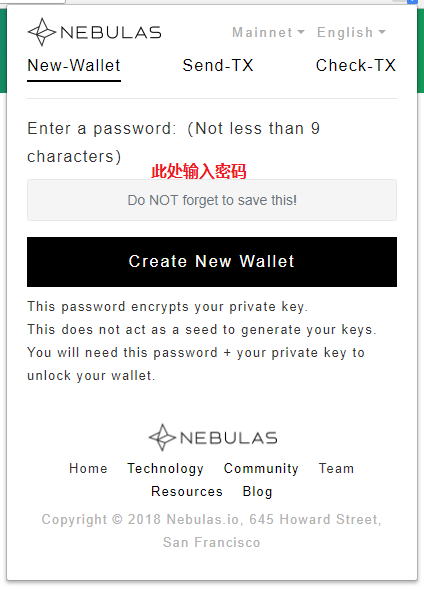 NEBULAS Mainnet English
New-Wallet Send-TX Check-TX
Enter a password: (Not less than 9
characters)
此处输入密码
Do NOT forget to save this!
Create New Wallet
This password encrypts your private key.
This does not act as a seed to generate your keys.
You will need this password + your private key to
unlock your wallet.
NEBULAS
Home Technology Community Team
Resources Blog
Copyright © 2018 Nebulas.io, 645 Howard Street,
San Francisco